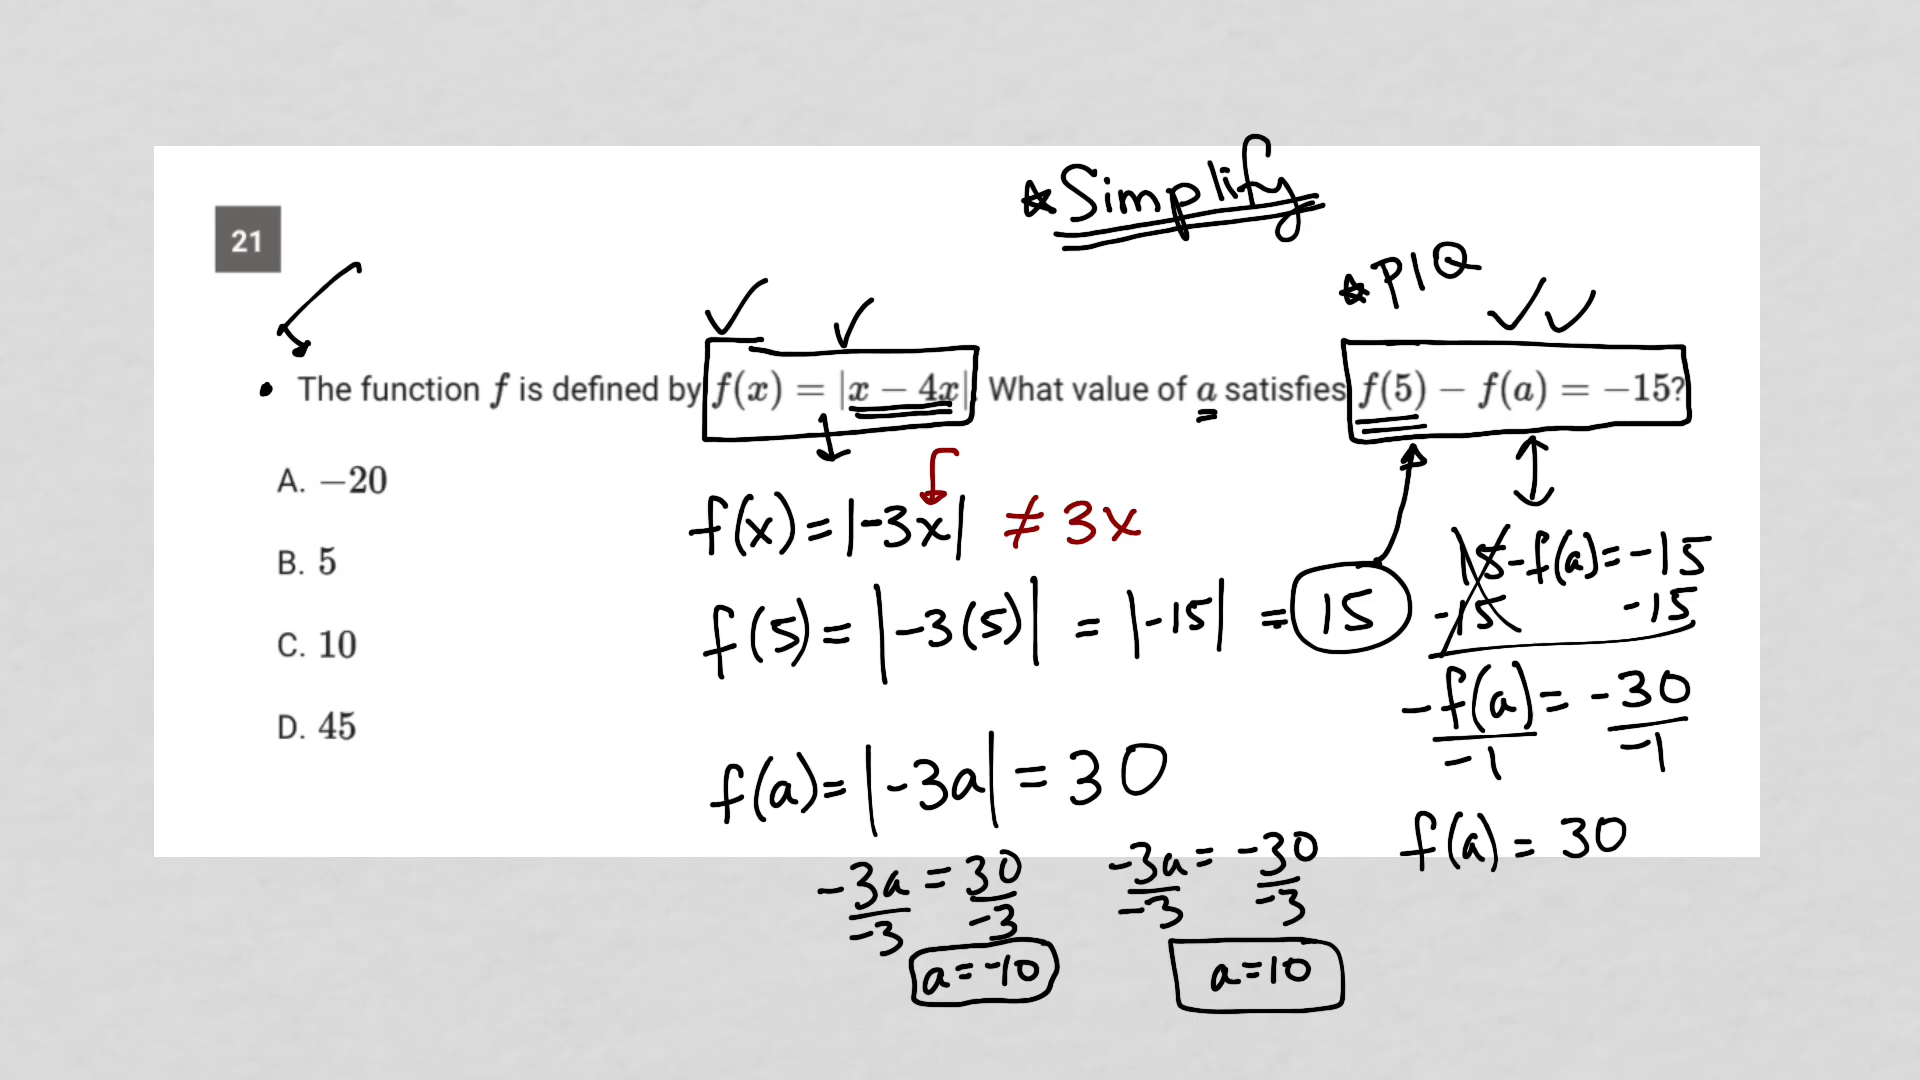 *Simplify
21
*PIQ
• The function f is defined by f(x) = |x − 4x|. What value of a satisfies f(5) − f(a) = −15?
A. −20
B. 5
C. 10
D. 45
f(x) = |-3x| ≠ 3x
15-f(a)=-15
-15 -15
f(5) = |-3(5)| = |-15| = 15
-f(a) = -30
-1 -1
f(a) = |-3a| = 30
f(a) = 30
-3a = 30 -3a = -30
-3 -3 -3 -3
a=-10 a=10